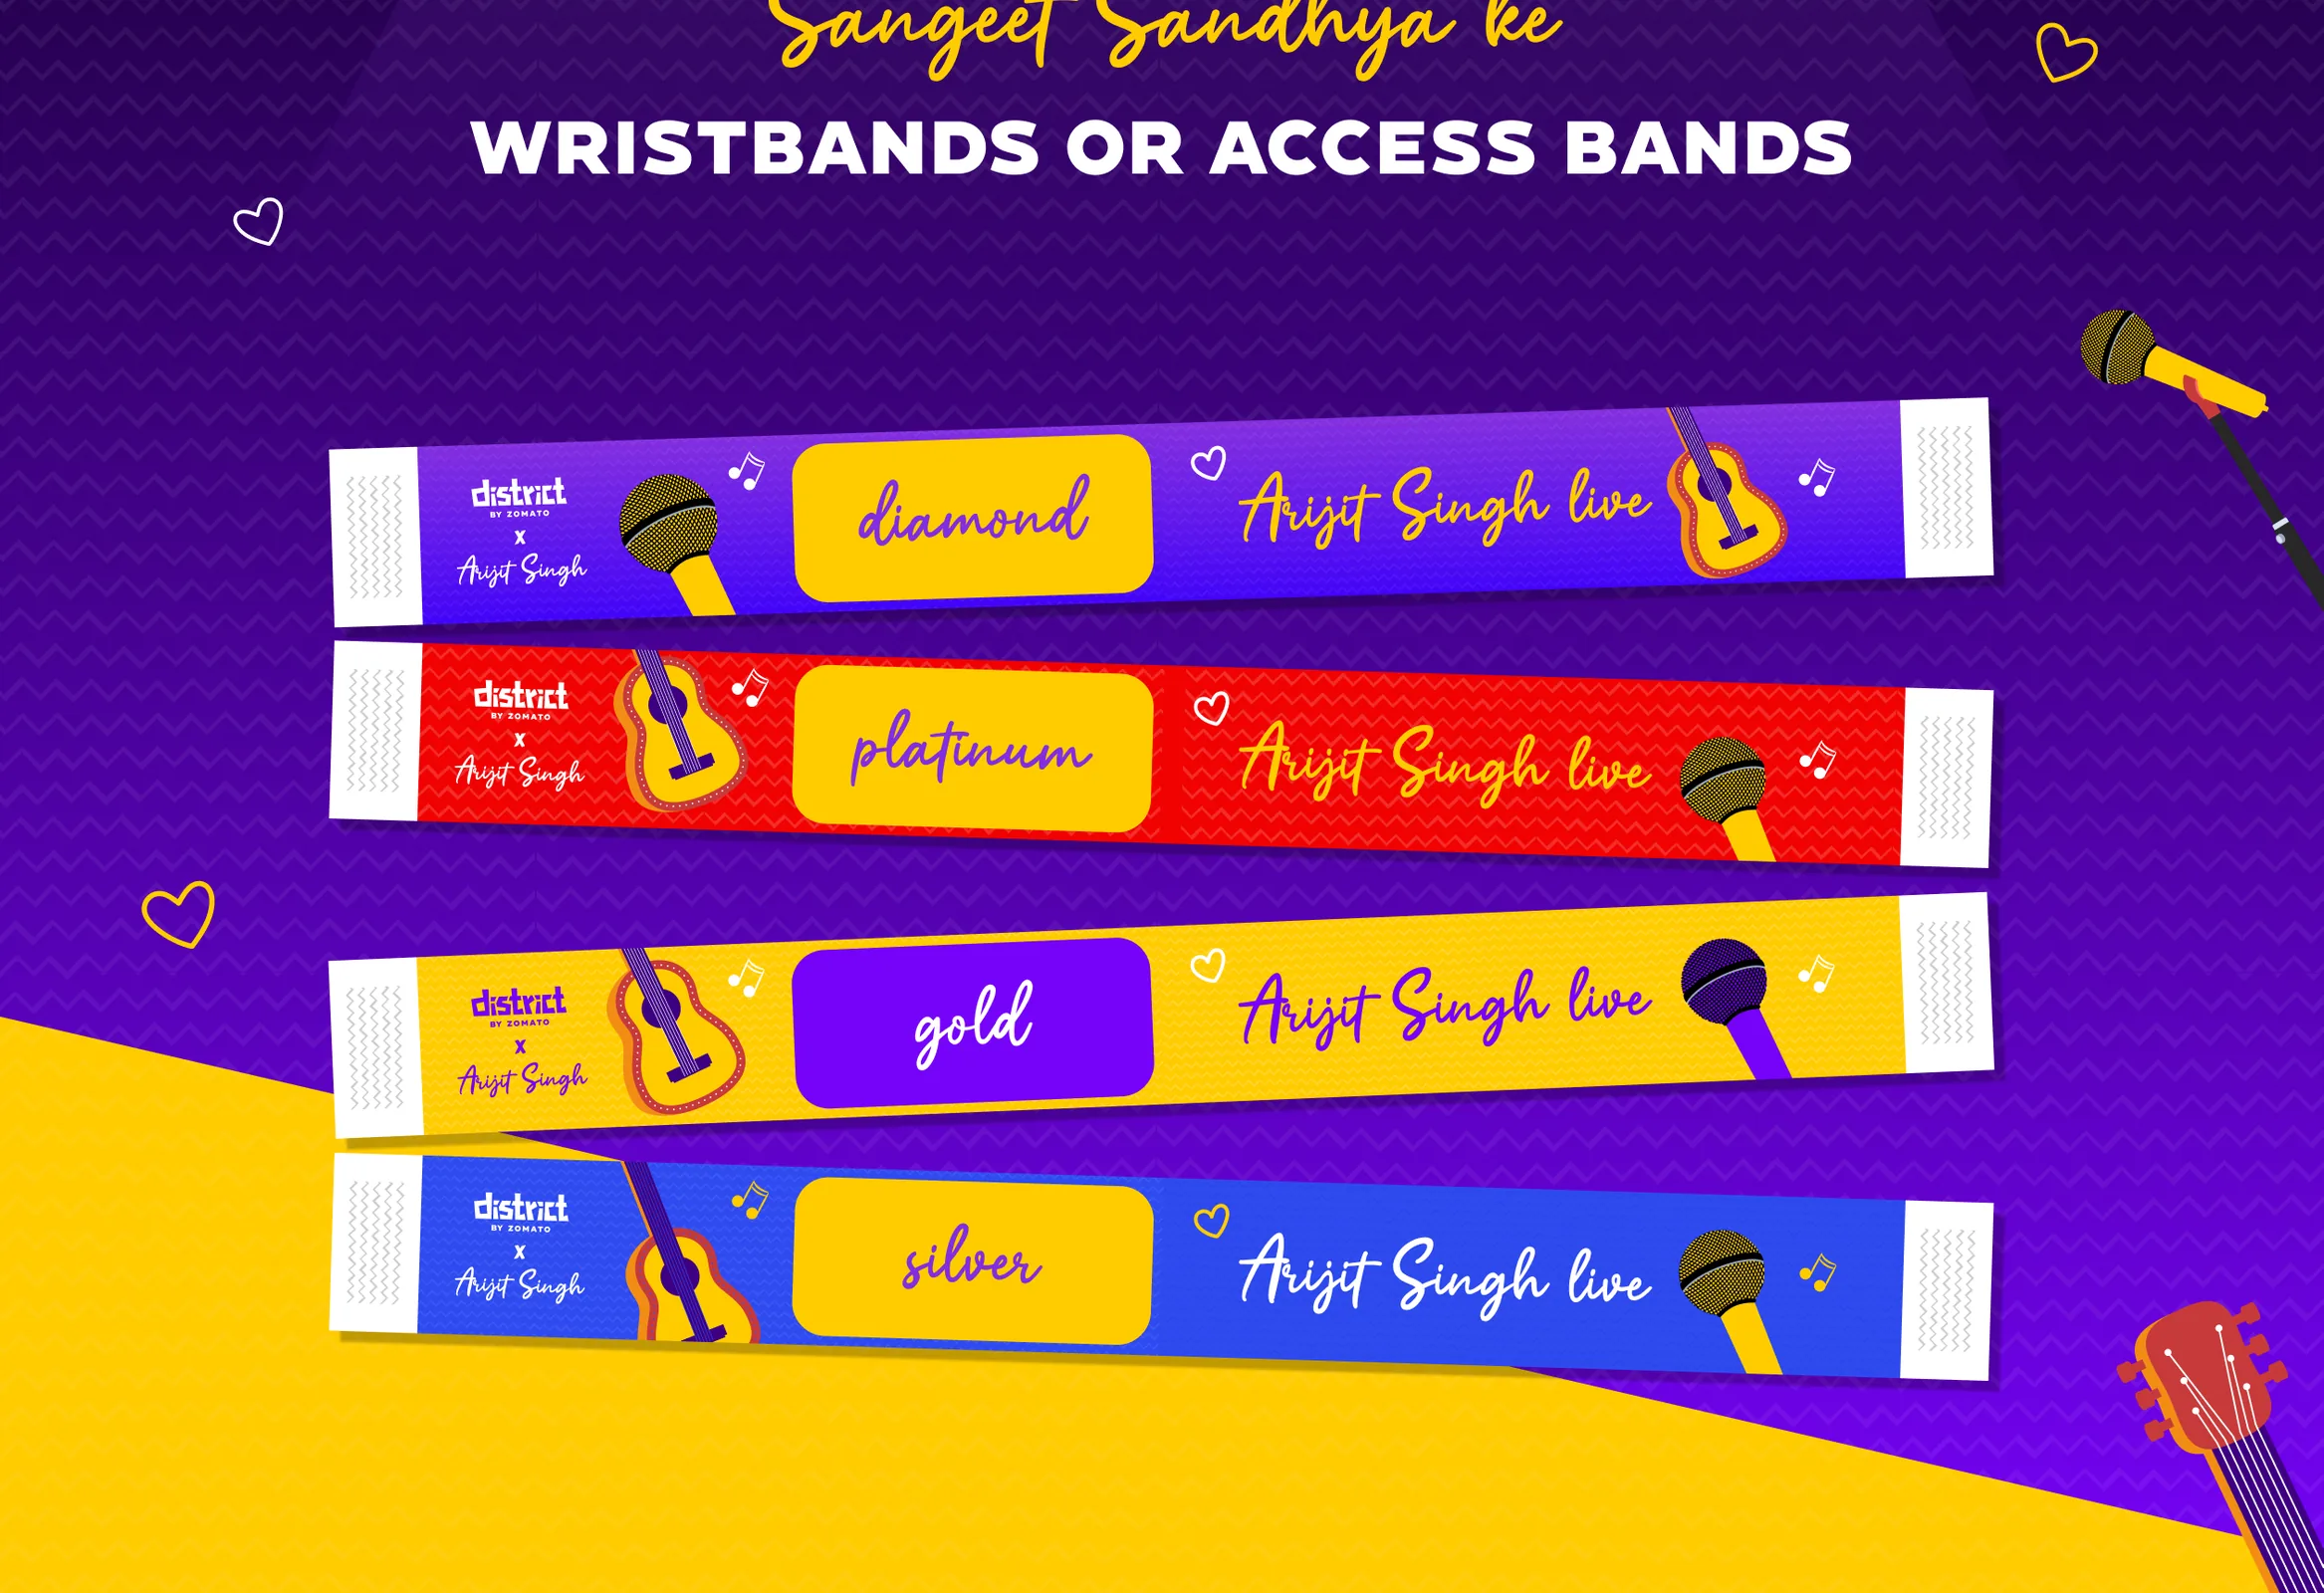 Sangeet Sandhya ke
WRISTBANDS OR ACCESS BANDS
district
BY ZOMATO
X
Arijit Singh
diamond
Arijit Singh live
district
BY ZOMATO
X
Arijit Singh
platinum
Arijit Singh live
district
BY ZOMATO
X
Arijit Singh
gold
Arijit Singh live
district
BY ZOMATO
X
Arijit Singh
silver
Arijit Singh live